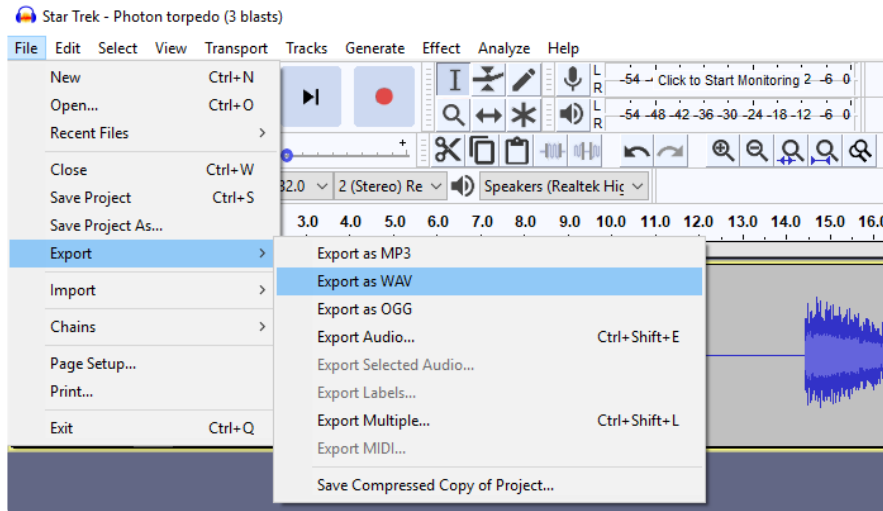 Star Trek - Photon torpedo (3 blasts)
File Edit Select View Transport Tracks Generate Effect Analyze Help
New Ctrl+N
Open... Ctrl+O
Recent Files >
Close Ctrl+W
Save Project Ctrl+S
Save Project As...
Export >
Import >
Chains >
Page Setup...
Print...
Exit Ctrl+Q
L
R
-54 Click to Start Monitoring 2 -6 0
L
R
-54 -48 -42 -36 -30 -24 -18 -12 -6 0
+
32.0 2 (Stereo) Re Speakers (Realtek Hig
3.0 4.0 5.0 6.0 7.0 8.0 9.0 10.0 11.0 12.0 13.0 14.0 15.0 16.0
Export as MP3
Export as WAV
Export as OGG
Export Audio... Ctrl+Shift+E
Export Selected Audio...
Export Labels...
Export Multiple... Ctrl+Shift+L
Export MIDI...
Save Compressed Copy of Project...